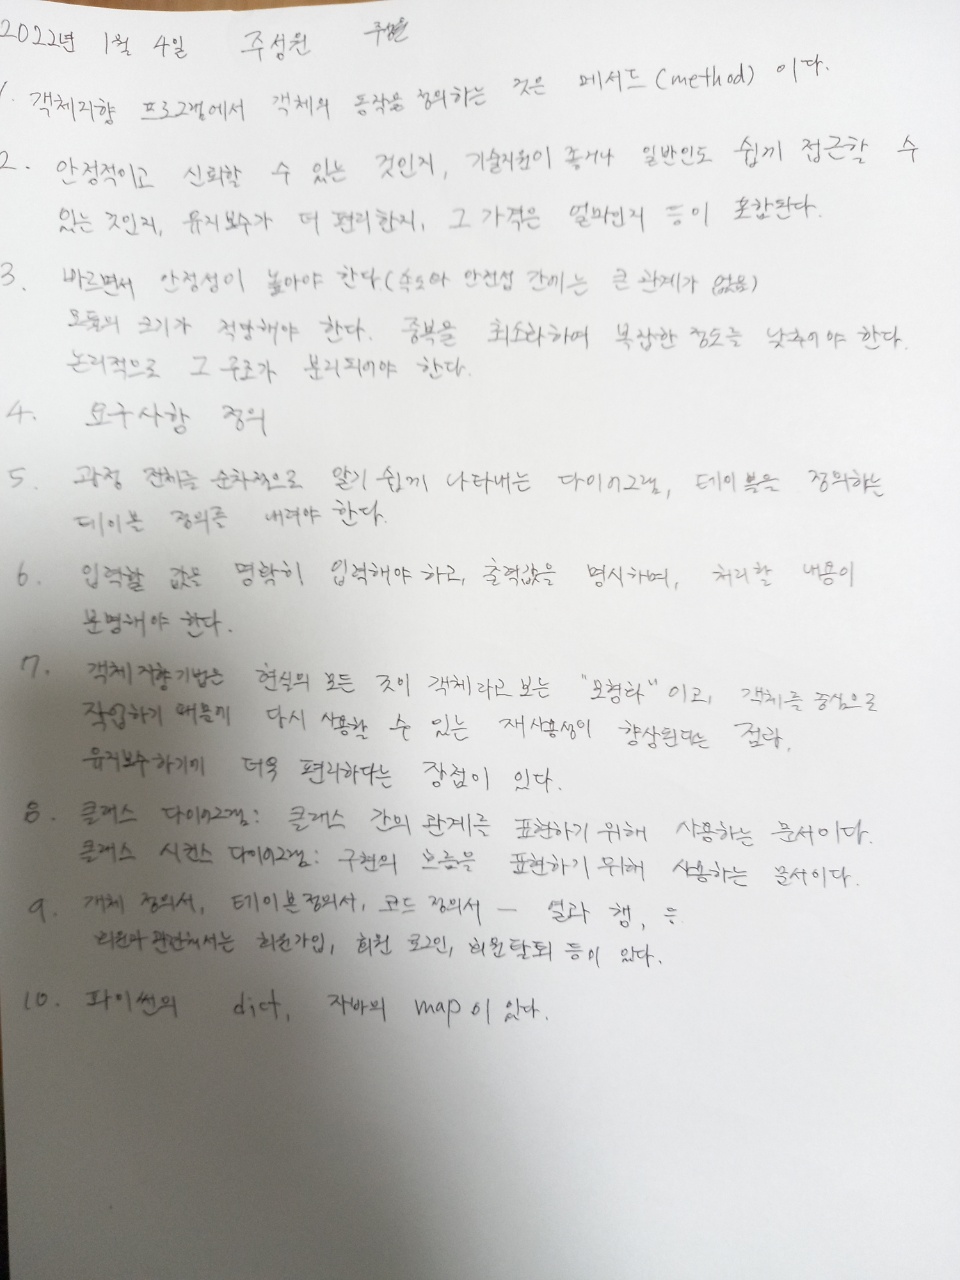 2022년 1월 4일 주성원 주성원
1. 객체지향 프로그램에서 객체의 동작을 정의하는 것은 메서드(method) 이다.
2. 안정적이고 신뢰할 수 있는 것인지, 기술지원이 좋거나 일반인도 쉽게 접근할 수
있는 것인지, 유지보수가 더 편리한지, 그 가격은 얼마인지 등이 포함된다.
3. 빠르면서 안정성이 높아야 한다.(속도와 안전성 간에는 큰 관계가 없음)
모듈의 크기가 적당해야 한다. 중복을 최소화하여 복잡한 정도를 낮추어야 한다.
논리적으로 그 구조가 분리되어야 한다.
4. 요구사항 정의
5. 과정 전체를 순차적으로 알기 쉽게 나타내는 다이어그램, 테이블을 정의하는
테이블 정의를 내려야 한다.
6. 입력할 값을 명확히 입력해야 하고, 출력값을 명시하며, 처리할 내용이
분명해야 한다.
7. 객체지향기법은 현실의 모든 것이 객체라고 보는 "모형화"이고, 객체를 중심으로
작업하기 때문에 다시 사용할 수 있는 재사용성이 향상된다는 점과,
유지보수하기에 더욱 편리하다는 장점이 있다.
8. 클래스 다이어그램: 클래스 간의 관계를 표현하기 위해 사용하는 문서이다.
클래스 시퀀스 다이어그램: 구현의 흐름을 표현하기 위해 사용하는 문서이다.
9. 개체 정의서, 테이블정의서, 코드 정의서 - 열과 행, 등
회원과 관련해서는 회원가입, 회원 로그인, 회원탈퇴 등이 있다.
10. 파이썬의 dict, 자바의 map이 있다.